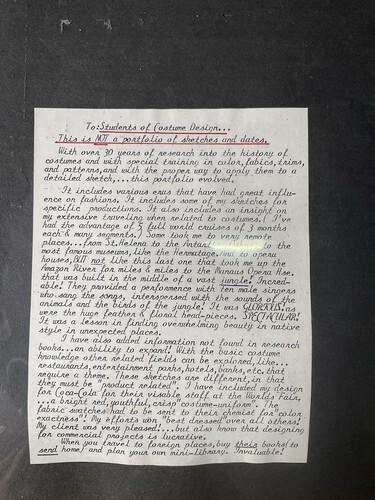 To:Students of Costume Design...
This is NOT a portfolio of sketches and dates.
With over 30 years of research into the history of
costumes and with special training in color, fabics, trims,
and patterns, and with the proper way to apply them to a
detailed sketch,... this portfolio evolved.
It includes various eras that have had great influ-
ence on fashions. It includes some of my sketches for
specific productions. It also includes an insight on
my extensive traveling when related to costumes! I've
had the advantage of 5 full world cruises of 3 months
each & many segments! Some took me to very remote
places... from St.Helena to the Antar to the
most famous museums, like the Hermitage. And to opera
houses, BUT not like this last one that took me up the
Amazon River for miles & miles to the Manaus Opera Hse.
that was built in the middle of a vast jungle! Incred-
able! They provided a performence with ten male singers
who sang the songs, interspersed with the sounds of the
animals and the birds of the jungle! It was GLORIOUS! as
were the huge feather & floral head-pieces. SPECTACULAR!
It was a lesson in finding overwhelming beauty in native
style in unexpected places.
I have also added information not found in research
books...an ability to expand! With the basic costume
knowledge other related fields can be explored, like...
restaurants, entertainment parks, hotels, banks, etc. that
require a theme. These sketches are different, in that
they must be "product related". I have included my design
for Coca-Cola for their visable staff at the Worlds Fair,
...a bright red, youthful, crisp "costume-uniform". The
fabric swatches had to be sent to their chemist for "color
exactness"! My efforts won "best dressed over all others!
My client was very pleased!...but also know that designing
for commercial projects is lucrative.
When you travel to foreign places, buy their books! to
send home! and plan your own mini-library. Invaluable!